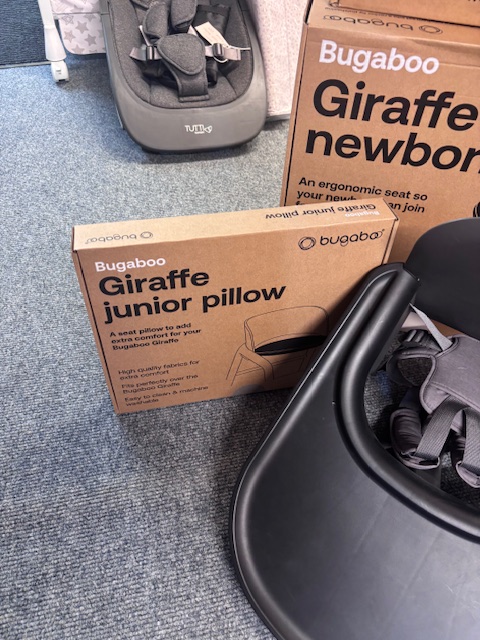 TUTTI
Bugaboo
Giraffe
newbor
An ergonomic seat so
your newb an join
bugaboo
Giraffe junior pillow
Bugaboo
bugaboo
Bugaboo
Giraffe
junior pillow
A seat pillow to add
extra comfort for your
Bugaboo Giraffe
High quality fabrics for
extra comfort
Fits perfectly over the
Bugaboo Giraffe
Easy to clean & machine
washable